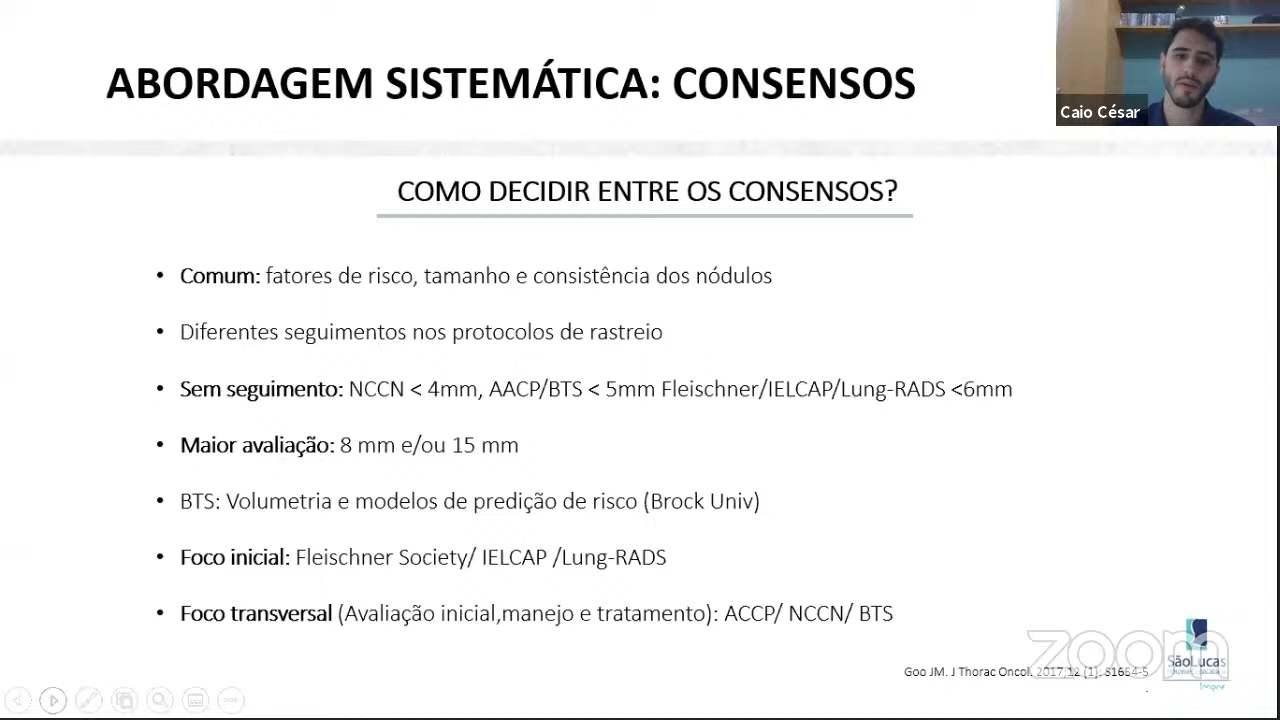 ABORDAGEM SISTEMÁTICA: CONSENSOS
Caio César
COMO DECIDIR ENTRE OS CONSENSOS?
• Comum: fatores de risco, tamanho e consistência dos nódulos
• Diferentes seguimentos nos protocolos de rastreio
• Sem seguimento: NCCN < 4mm, AACP/BTS < 5mm Fleischner/IELCAP/Lung-RADS <6mm
• Maior avaliação: 8 mm e/ou 15 mm
• BTS: Volumetria e modelos de predição de risco (Brock Univ)
• Foco inicial: Fleischner Society/ IELCAP /Lung-RADS
• Foco transversal (Avaliação inicial,manejo e tratamento): ACCP/ NCCN/ BTS
zoom
SãoLucas
Goo JM. J Thorac Oncol. 2017;12 (1). S1654-5